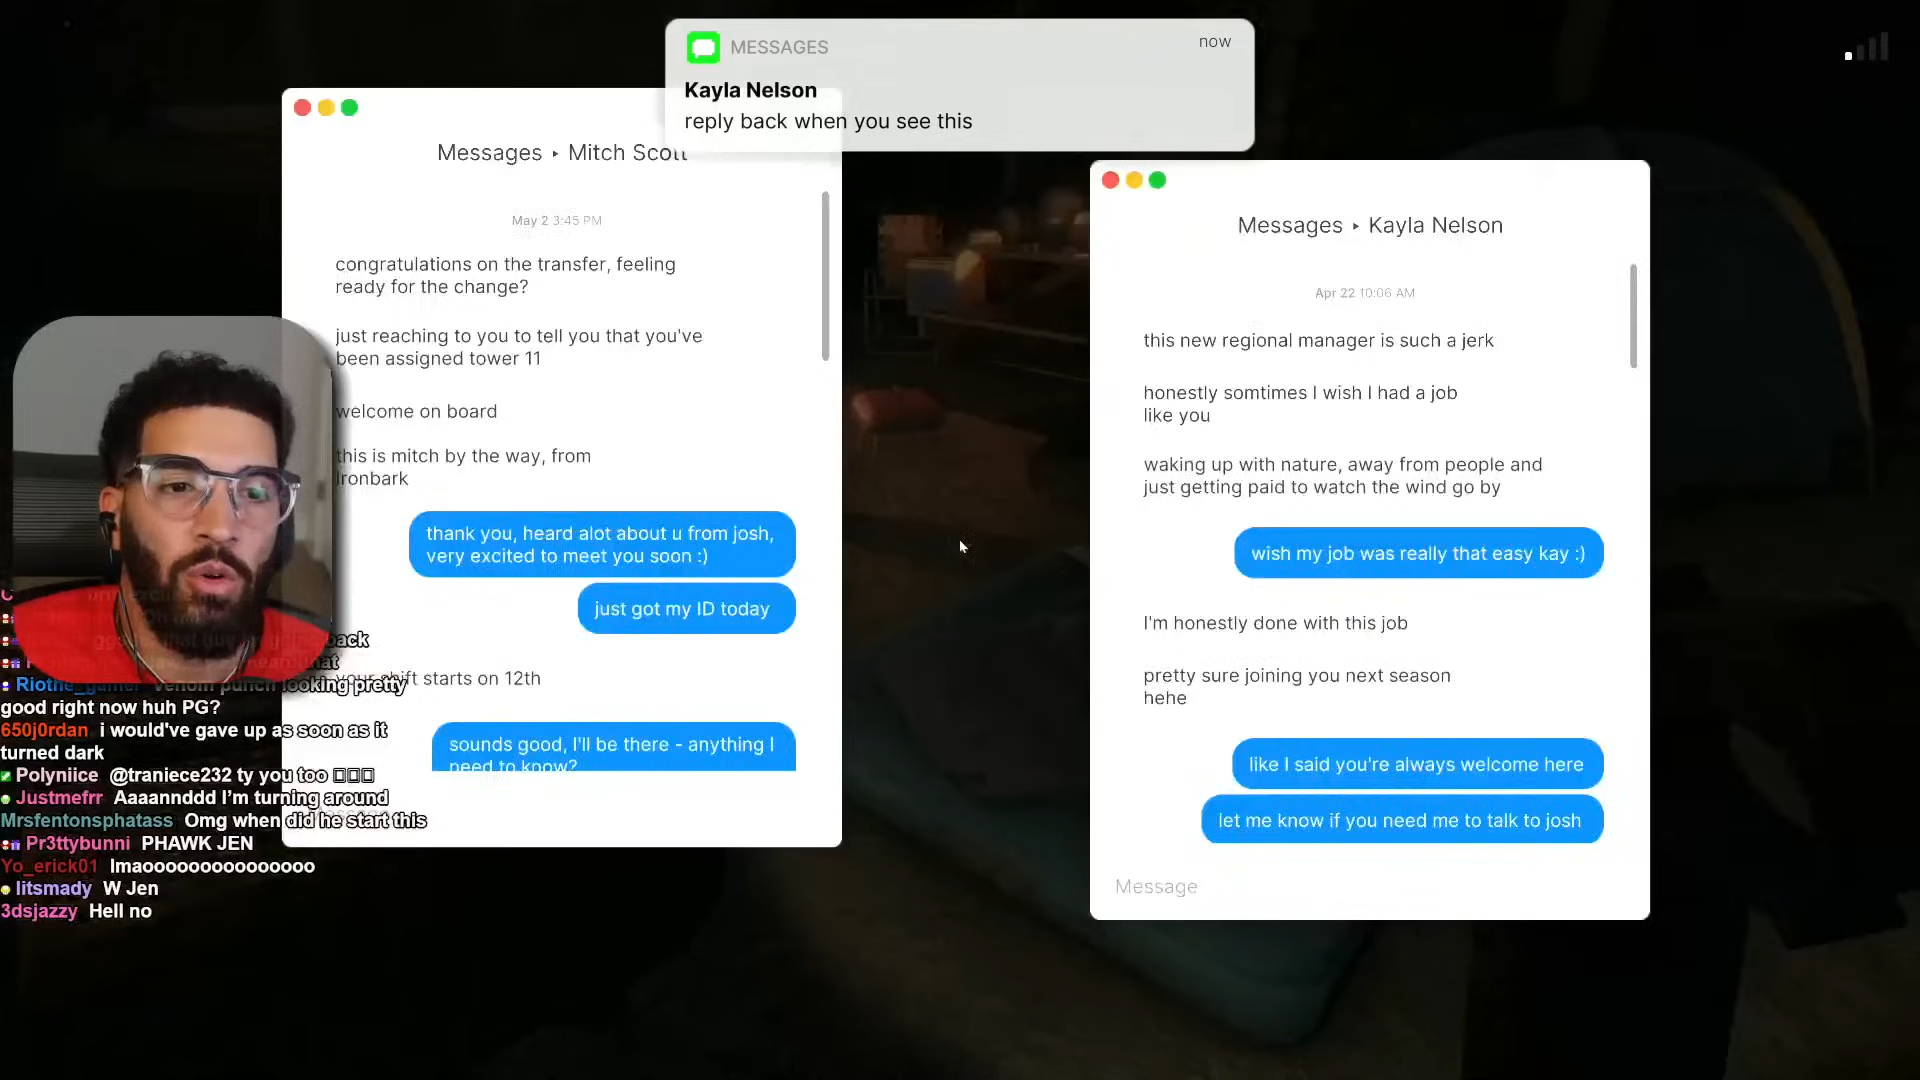 MESSAGES
now
Kayla Nelson
reply back when you see this
Messages ▸ Mitch Scott
May 2 3:45 PM
congratulations on the transfer, feeling
ready for the change?
just reaching to you to tell you that you've
been assigned tower 11
welcome on board
this is mitch by the way, from
Ironbark
thank you, heard alot about u from josh,
very excited to meet you soon :)
just got my ID today
your shift starts on 12th
sounds good, I'll be there - anything I
need to know?
Messages ▸ Kayla Nelson
Apr 22 10:06 AM
this new regional manager is such a jerk
honestly somtimes I wish I had a job
like you
waking up with nature, away from people and
just getting paid to watch the wind go by
wish my job was really that easy kay :)
I'm honestly done with this job
pretty sure joining you next season
hehe
like I said you're always welcome here
let me know if you need me to talk to josh
Message
back
Riothe_gamer Venom punch looking pretty
good right now huh PG?
650j0rdan i would've gave up as soon as it
turned dark
Polyniice @traniece232 ty you too
Justmefrr Aaaannddd I'm turning around
Mrsfentonsphatass Omg when did he start this
Pr3ttybunni PHAWK JEN
Yo_erick01 lmaooooooooooooooo
litsmady W Jen
3dsjazzy Hell no